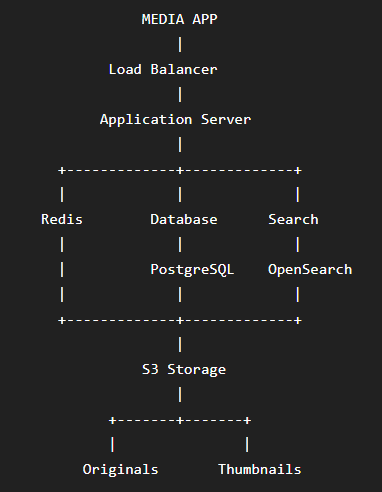 MEDIA APP
|
Load Balancer
|
Application Server
|
+-------------+-------------+
| | |
Redis Database Search
| | |
| PostgreSQL OpenSearch
| | |
+-------------+-------------+
|
S3 Storage
|
+-------+-------+
| |
Originals Thumbnails